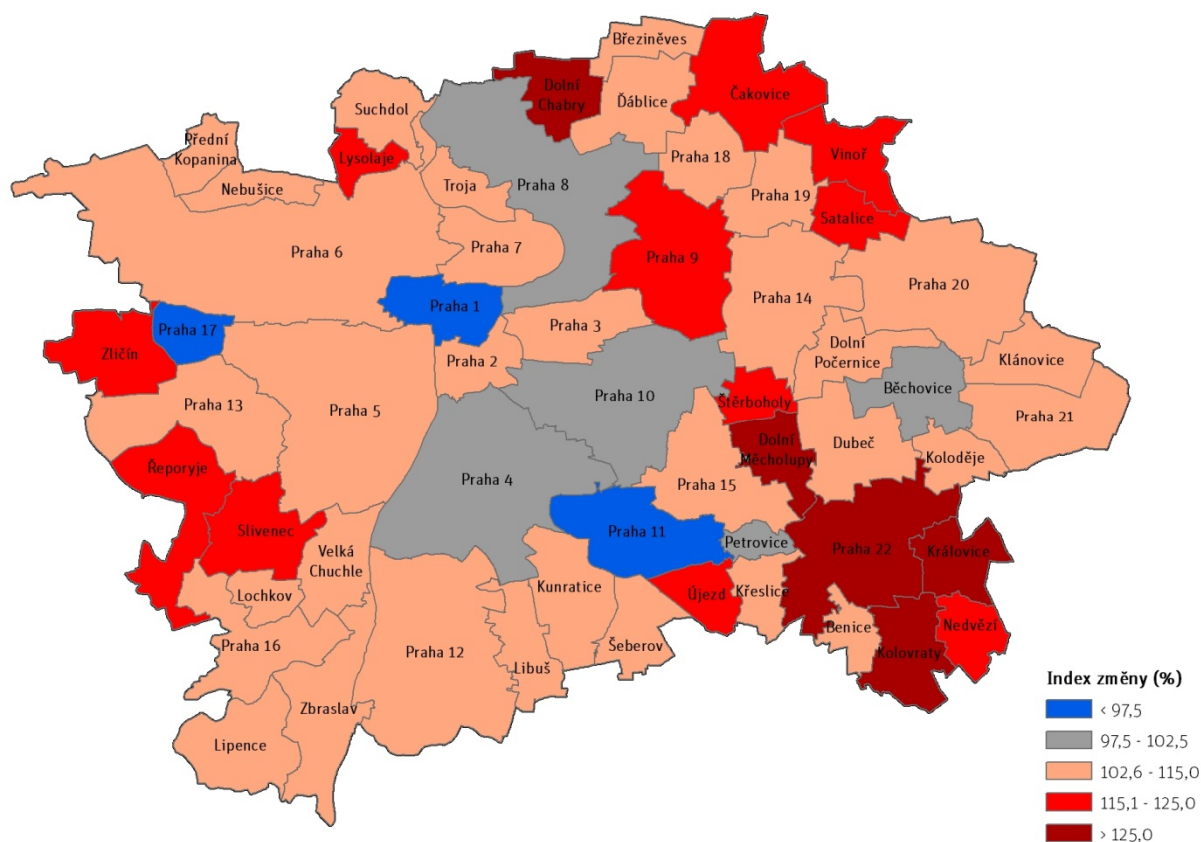 Březiněves
Dolní
Chabry
Ďáblice
Čakovice
Suchdol
Přední
Kopanina
Lysolaje
Nebušice
Troja
Praha 8
Praha 18
Vinoř
Praha 19
Satalice
Praha 6
Praha 7
Praha 9
Praha 14
Praha 20
Praha 1
Praha 17
Praha 3
Zličín
Praha 2
Dolní
Počernice
Klánovice
Běchovice
Praha 13
Praha 5
Praha 10
Štěrboholy
Praha 21
Dolní
Měcholupy
Dubeč
Koloděje
Řeporyje
Praha 4
Praha 15
Slivenec
Praha 11
Petrovice
Praha 22
Královice
Velká
Chuchle
Kunratice
Újezd
Křeslice
Lochkov
Benice
Nedvězí
Praha 16
Praha 12
Libuš
Šeberov
Kolovraty
Zbraslav
Lipence
Index změny (%)
< 97,5
97,5 - 102,5
102,6 - 115,0
115,1 - 125,0
> 125,0